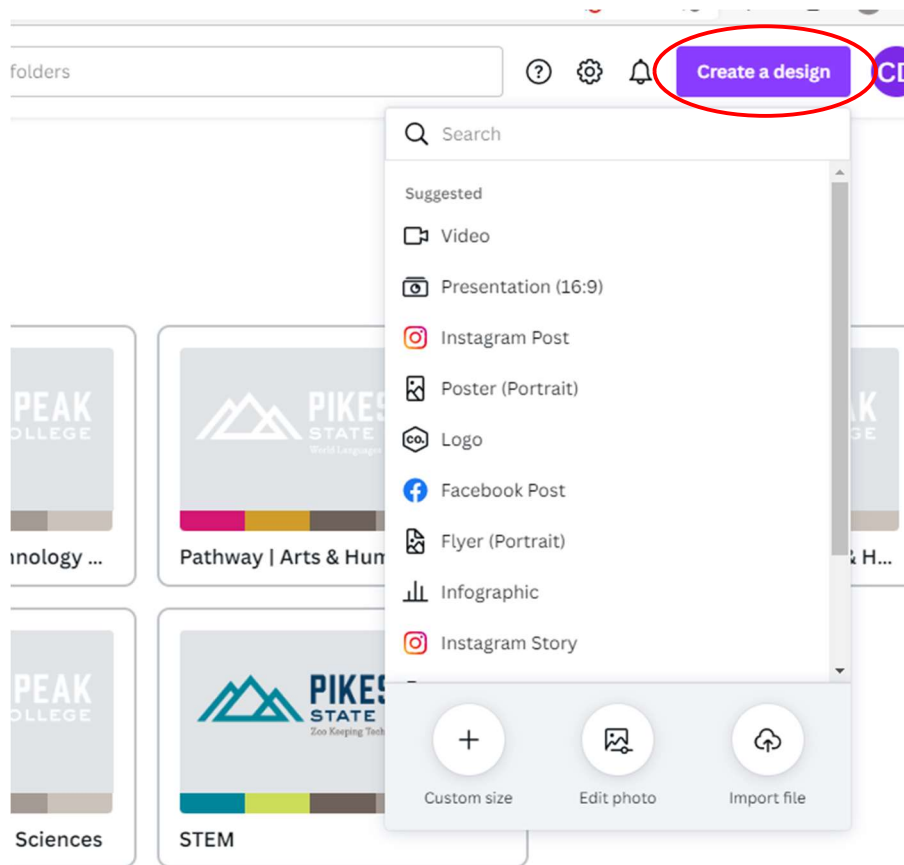 folders
Create a design
CD
Search
Suggested
Video
Presentation (16:9)
Instagram Post
Poster (Portrait)
co. Logo
Facebook Post
Flyer (Portrait)
Infographic
Instagram Story
Custom size
Edit photo
Import file
PEAK
OLLEGE
PIKES
STATE
World Languages
nology ...
Pathway | Arts & Hum
& H...
PEAK
OLLEGE
PIKES
STATE
Zoo Keeping Tech
Sciences
STEM